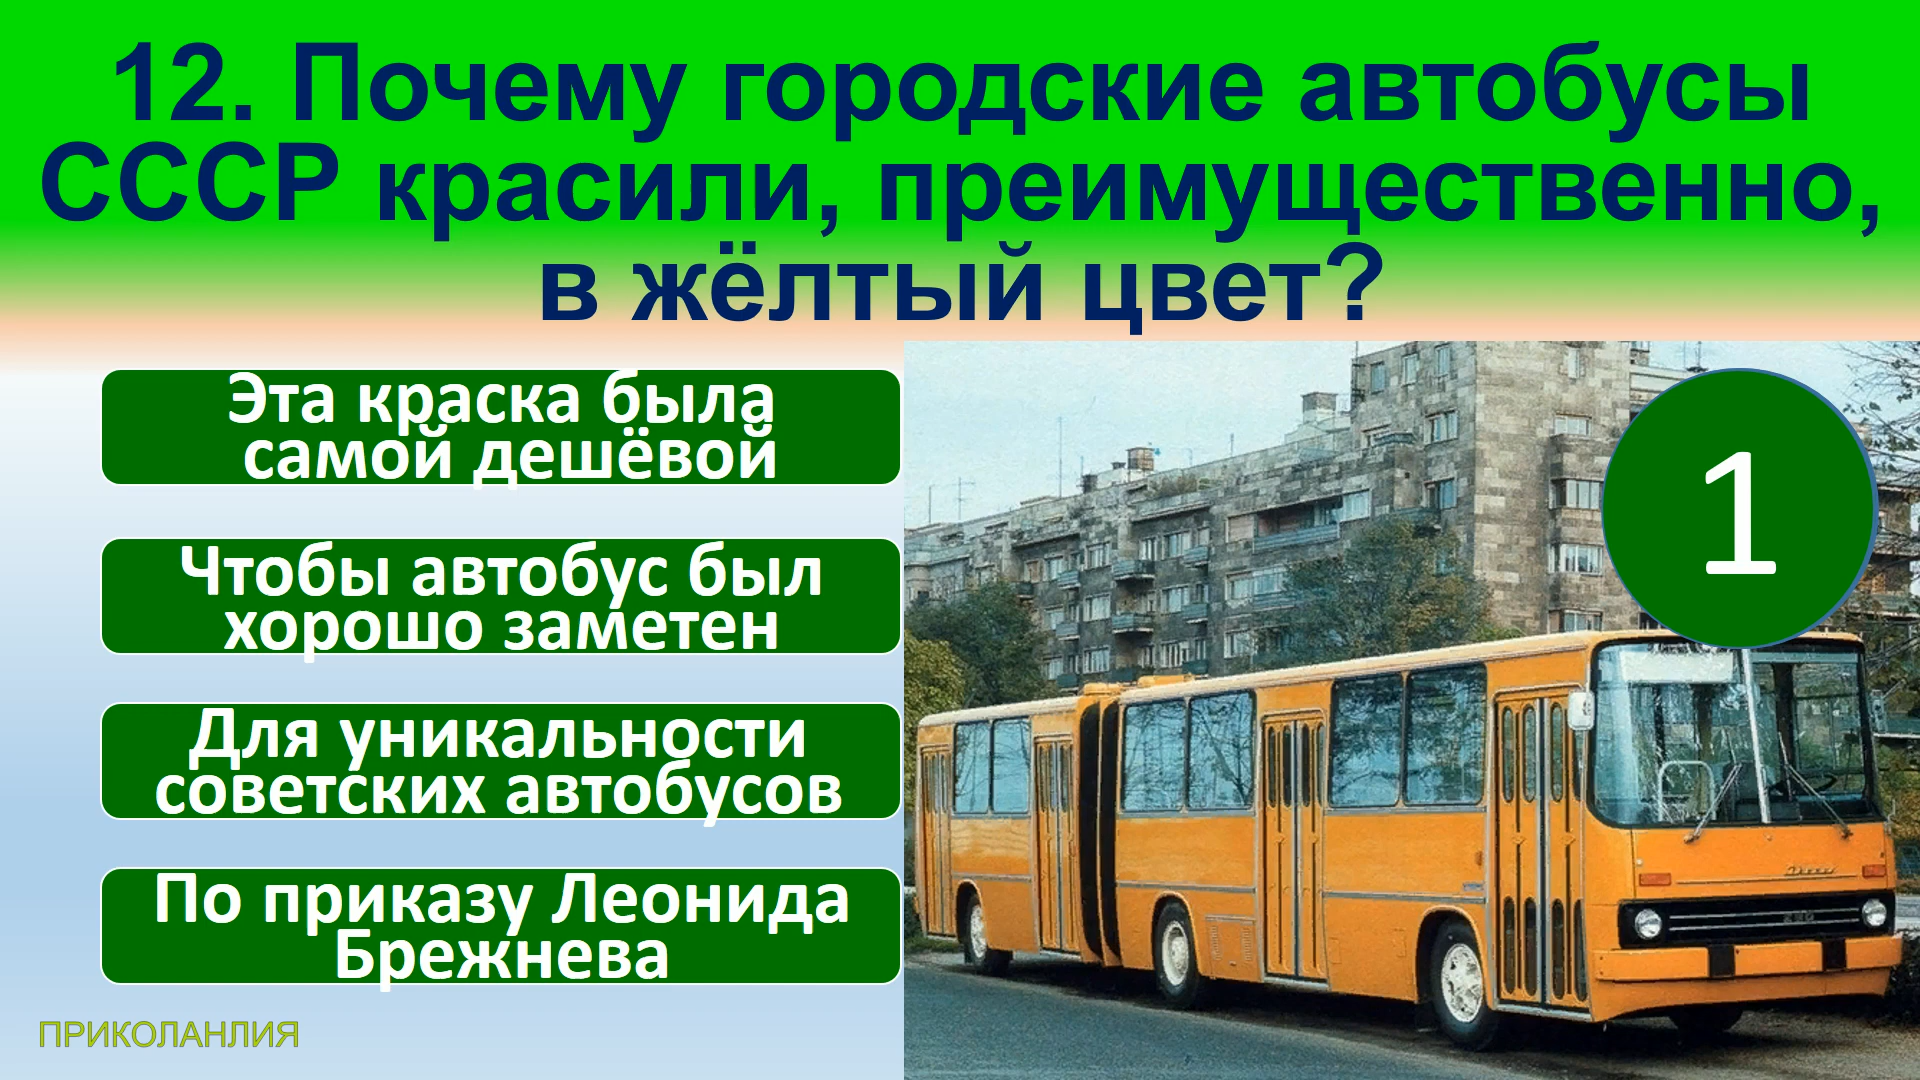 12. Почему городские автобусы
СССР красили, преимущественно,
в жёлтый цвет?
Эта краска была
самой дешёвой
Чтобы автобус был
хорошо заметен
Для уникальности
советских автобусов
По приказу Леонида
Брежнева
1
ПРИКОЛАНЛИЯ